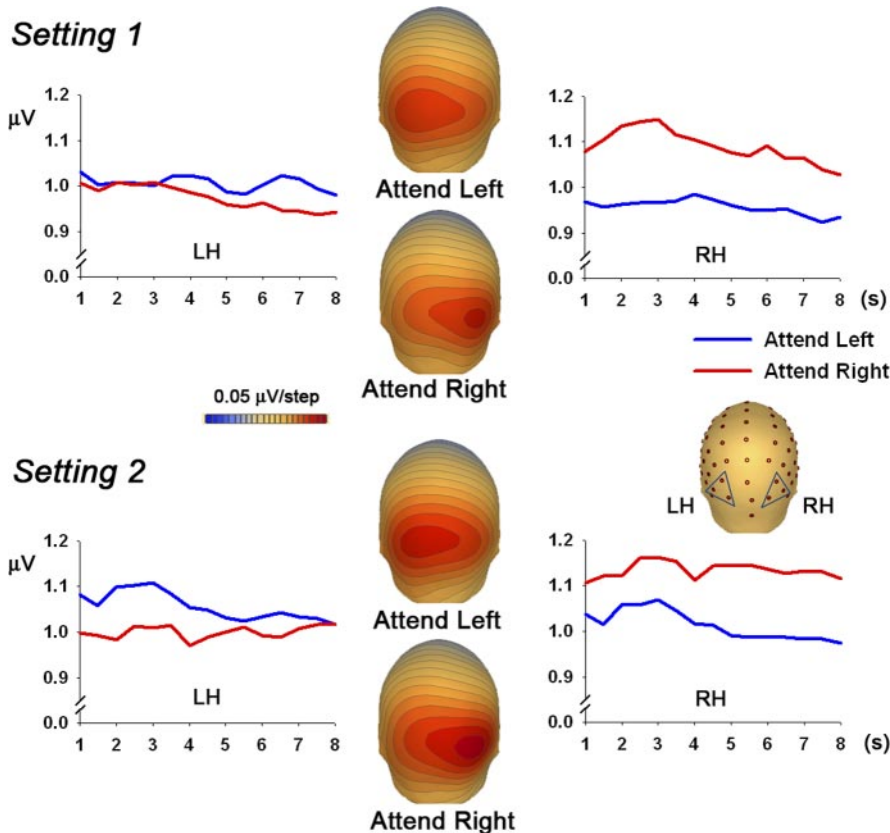 Setting 1
μV
1.2
1.1
1.0
0.9
0.0
LH
1 2 3 4 5 6 7 8
Attend Left
Attend Right
1.2
1.1
1.0
0.9
0.0
RH
1 2 3 4 5 6 7 8 (s)
Attend Left
Attend Right
0.05 μV/step
LH RH
Setting 2
μV
1.2
1.1
1.0
0.9
0.0
LH
1 2 3 4 5 6 7 8
Attend Left
Attend Right
1.2
1.1
1.0
0.9
0.0
RH
1 2 3 4 5 6 7 8 (s)